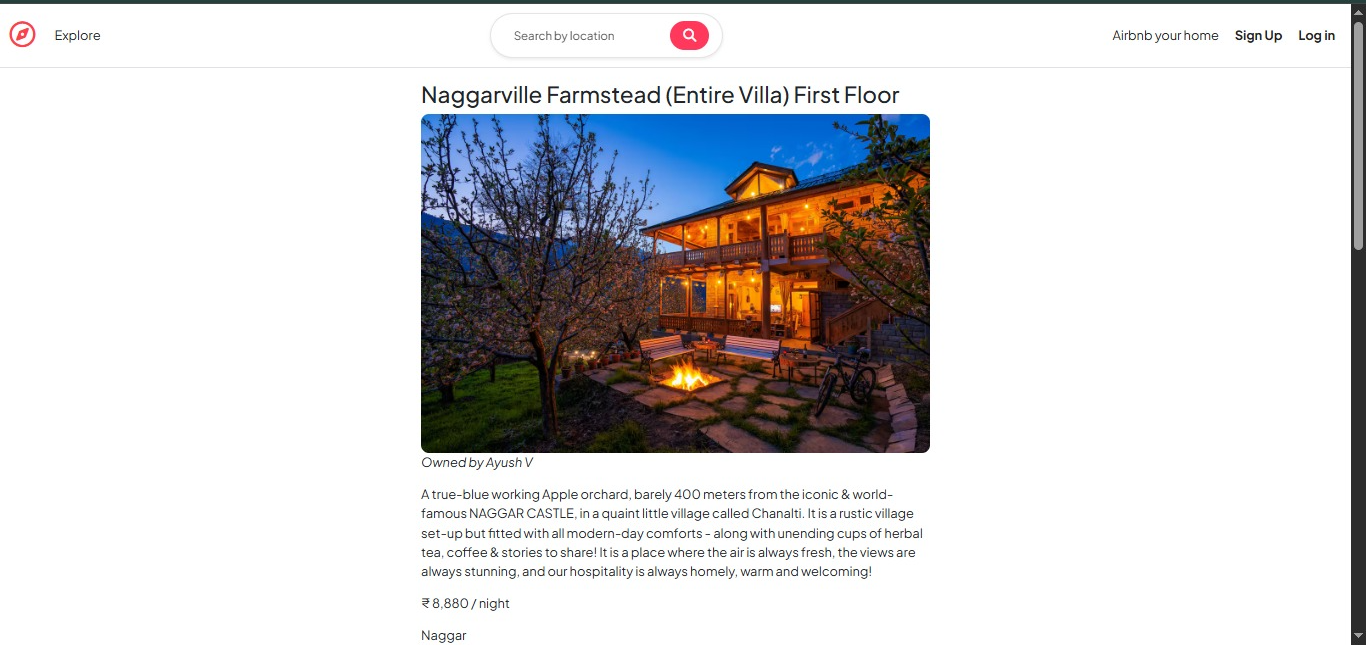 Explore
Search by location
Airbnb your home
Sign Up
Log in
Naggarville Farmstead (Entire Villa) First Floor
Owned by Ayush V
A true-blue working Apple orchard, barely 400 meters from the iconic & world-
famous NAGGAR CASTLE, in a quaint little village called Chanalti. It is a rustic village
set-up but fitted with all modern-day comforts - along with unending cups of herbal
tea, coffee & stories to share! It is a place where the air is always fresh, the views are
always stunning, and our hospitality is always homely, warm and welcoming!
₹ 8,880 / night
Naggar